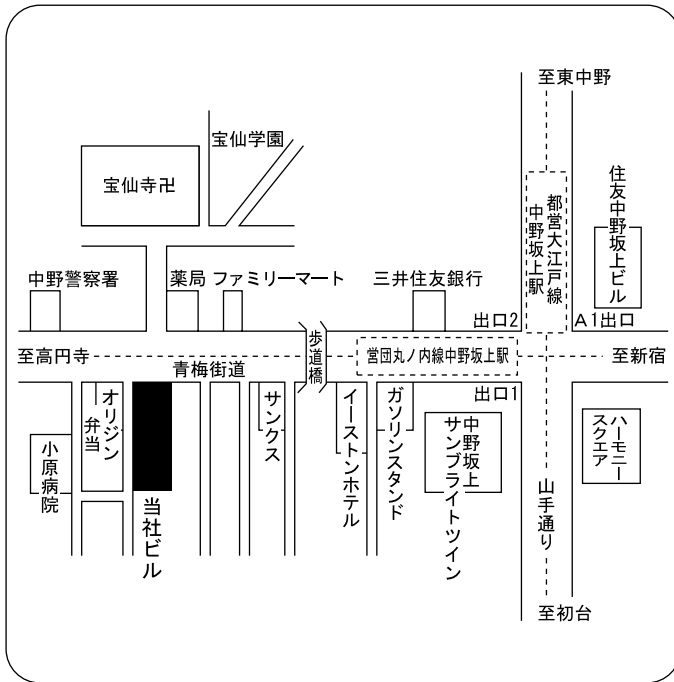 至東中野
宝仙学園
宝仙寺卍
住友中野坂上ビル
都営大江戸線
中野坂上駅
中野警察署
薬局
ファミリーマート
三井住友銀行
出口2
A1出口
歩道橋
至高円寺
青梅街道
営団丸ノ内線中野坂上駅
至新宿
出口1
オリジン
弁当
サンクス
イーストンホテル
ガソリンスタンド
中野坂上
サンブライトツイン
ハーモニー
スクエア
小原病院
当社ビル
山手通り
至初台